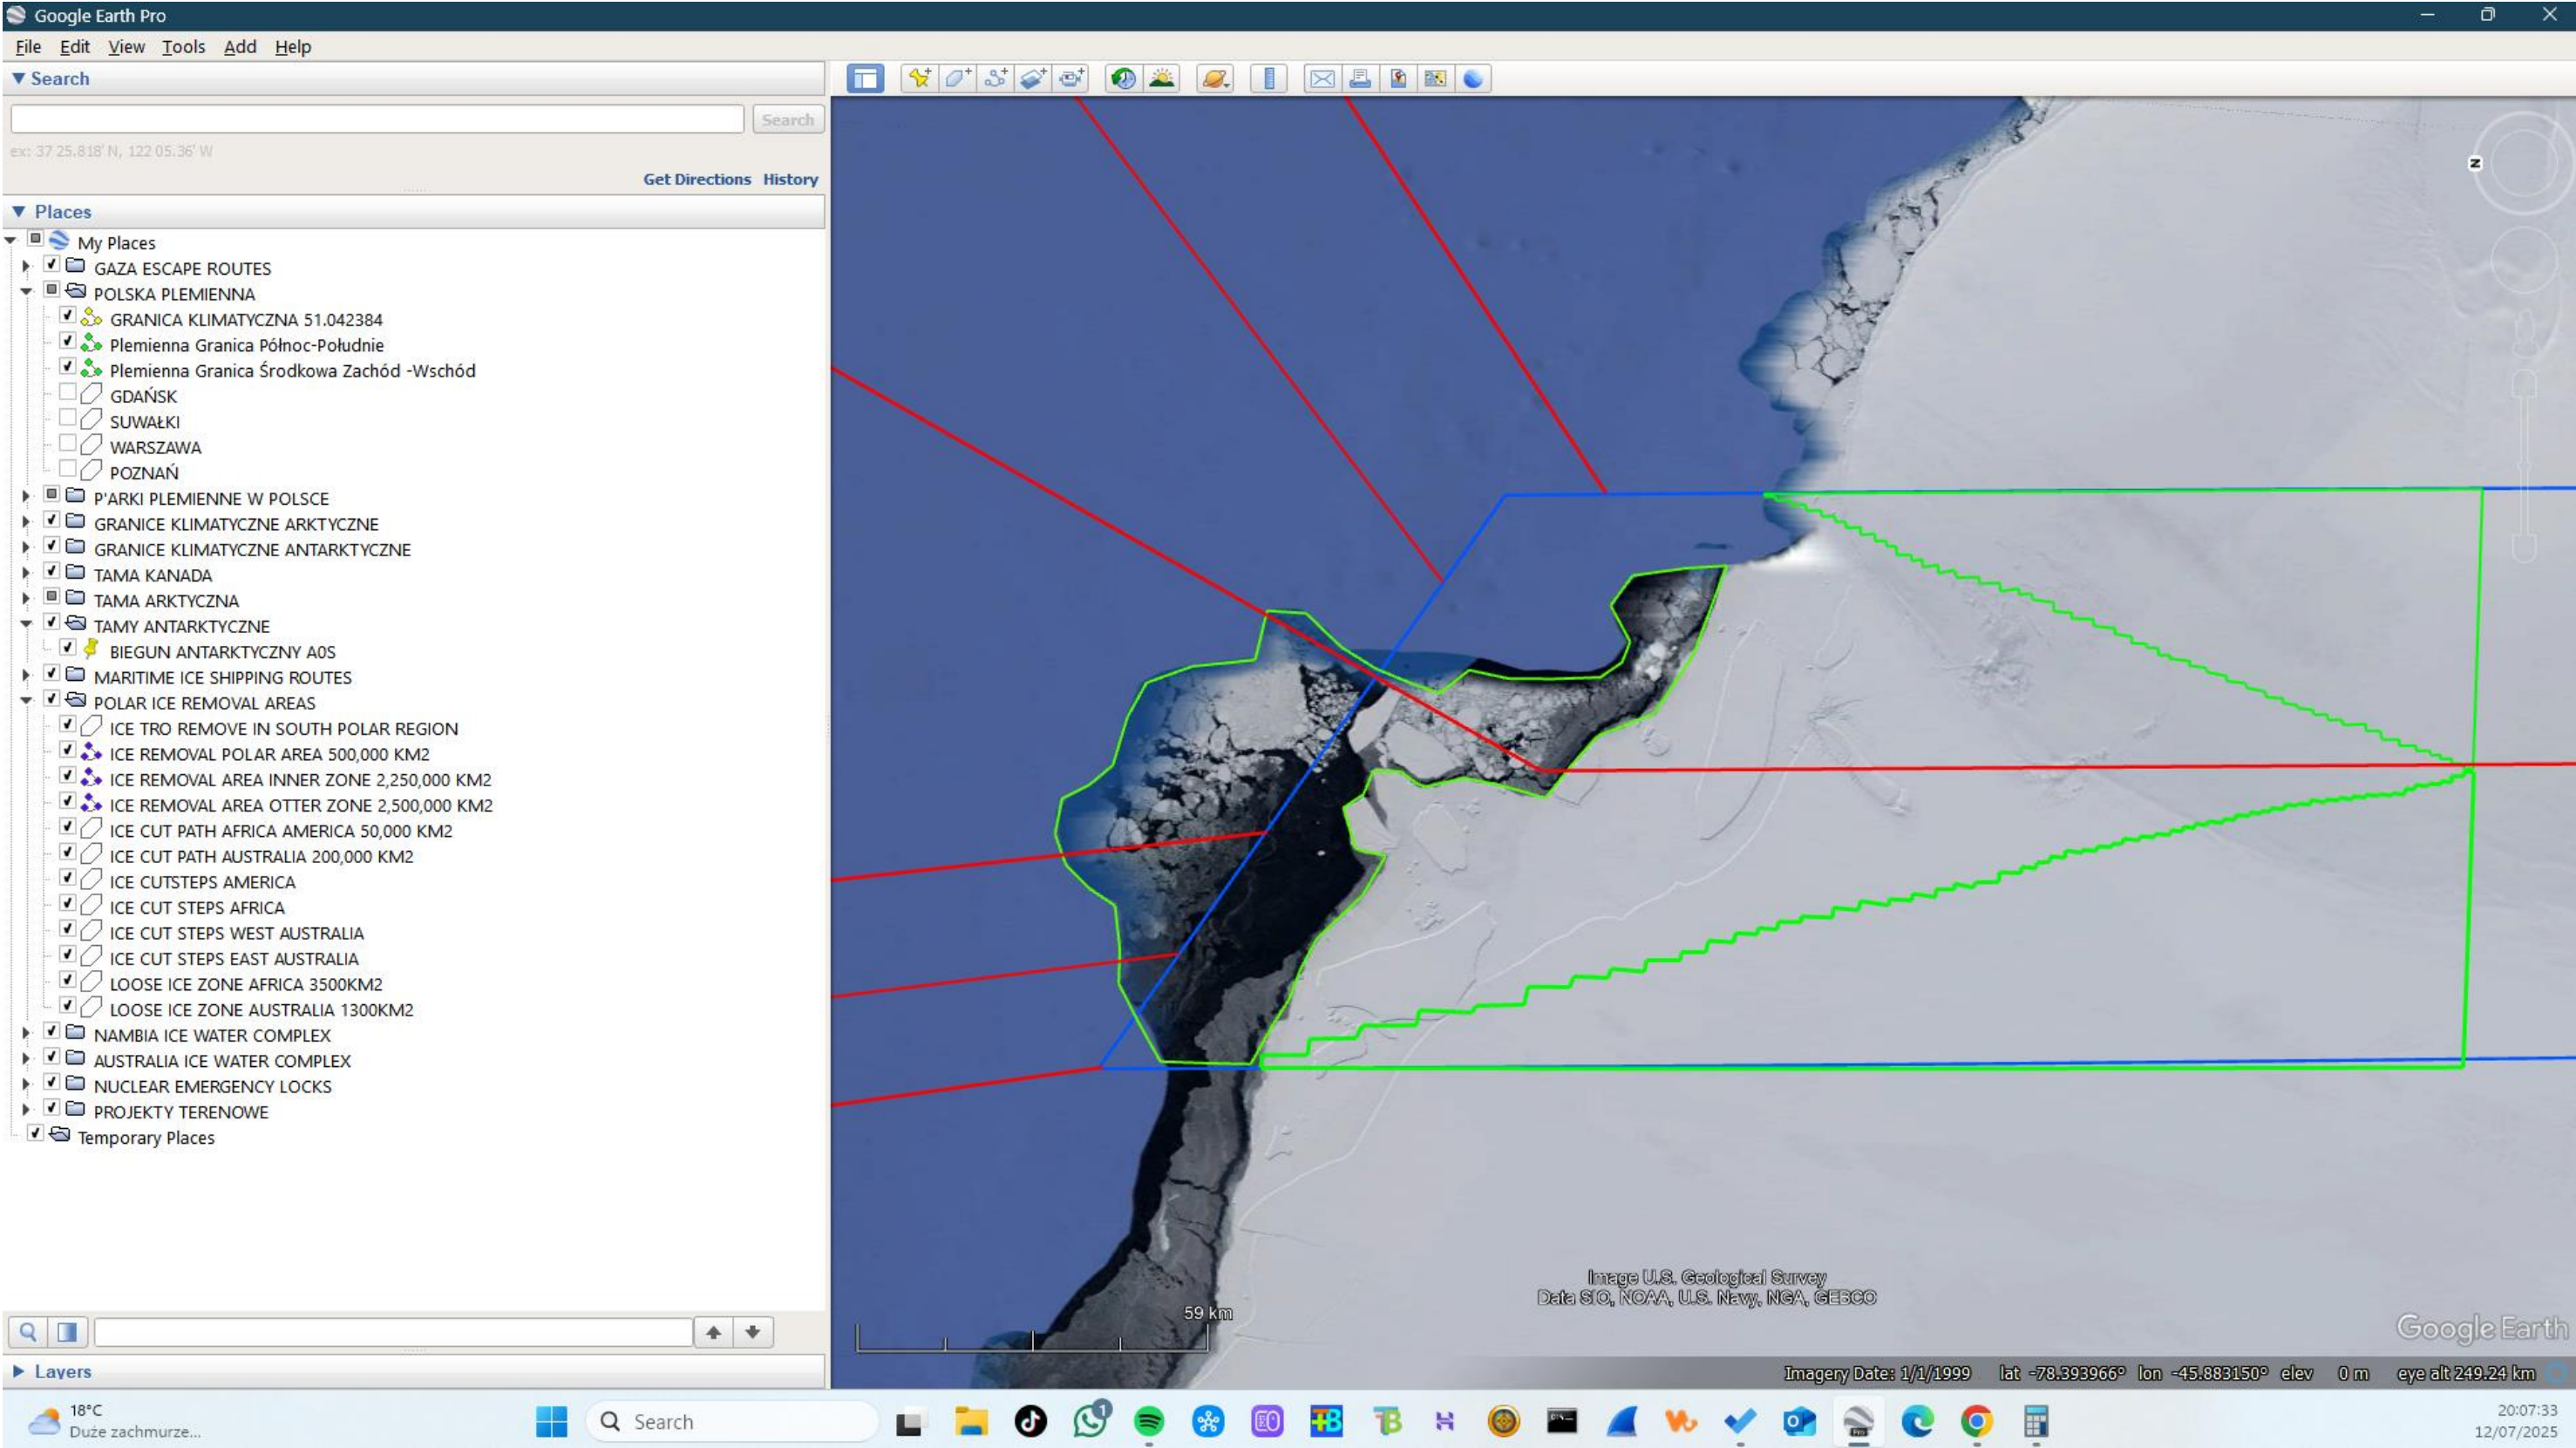 Google Earth Pro
File Edit View Tools Add Help
Search
Search
ex: 37 25.818' N, 122 05.36' W
Get Directions History
Places
My Places
GAZA ESCAPE ROUTES
POLSKA PLEMIENNA
GRANICA KLIMATYCZNA 51.042384
Plemienna Granica Północ-Południe
Plemienna Granica Środkowa Zachód -Wschód
GDAŃSK
SUWAŁKI
WARSZAWA
POZNAŃ
P'ARKI PLEMIENNE W POLSCE
GRANICE KLIMATYCZNE ARKTYCZNE
GRANICE KLIMATYCZNE ANTARKTYCZNE
TAMA KANADA
TAMA ARKTYCZNA
TAMY ANTARKTYCZNE
BIEGUN ANTARKTYCZNY A0S
MARITIME ICE SHIPPING ROUTES
POLAR ICE REMOVAL AREAS
ICE TRO REMOVE IN SOUTH POLAR REGION
ICE REMOVAL POLAR AREA 500,000 KM2
ICE REMOVAL AREA INNER ZONE 2,250,000 KM2
ICE REMOVAL AREA OTTER ZONE 2,500,000 KM2
ICE CUT PATH AFRICA AMERICA 50,000 KM2
ICE CUT PATH AUSTRALIA 200,000 KM2
ICE CUTSTEPS AMERICA
ICE CUT STEPS AFRICA
ICE CUT STEPS WEST AUSTRALIA
ICE CUT STEPS EAST AUSTRALIA
LOOSE ICE ZONE AFRICA 3500KM2
LOOSE ICE ZONE AUSTRALIA 1300KM2
NAMBIA ICE WATER COMPLEX
AUSTRALIA ICE WATER COMPLEX
NUCLEAR EMERGENCY LOCKS
PROJEKTY TERENOWE
Temporary Places
Layers
N
59 km
Image U.S. Geological Survey
Data SIO, NOAA, U.S. Navy, NGA, GEBCO
Google Earth
Imagery Date: 1/1/1999 lat -78.393966° lon -45.883150° elev 0 m eye alt 249.24 km
18°C
Duże zachmurze...
Search
1
20:07:33
12/07/2025